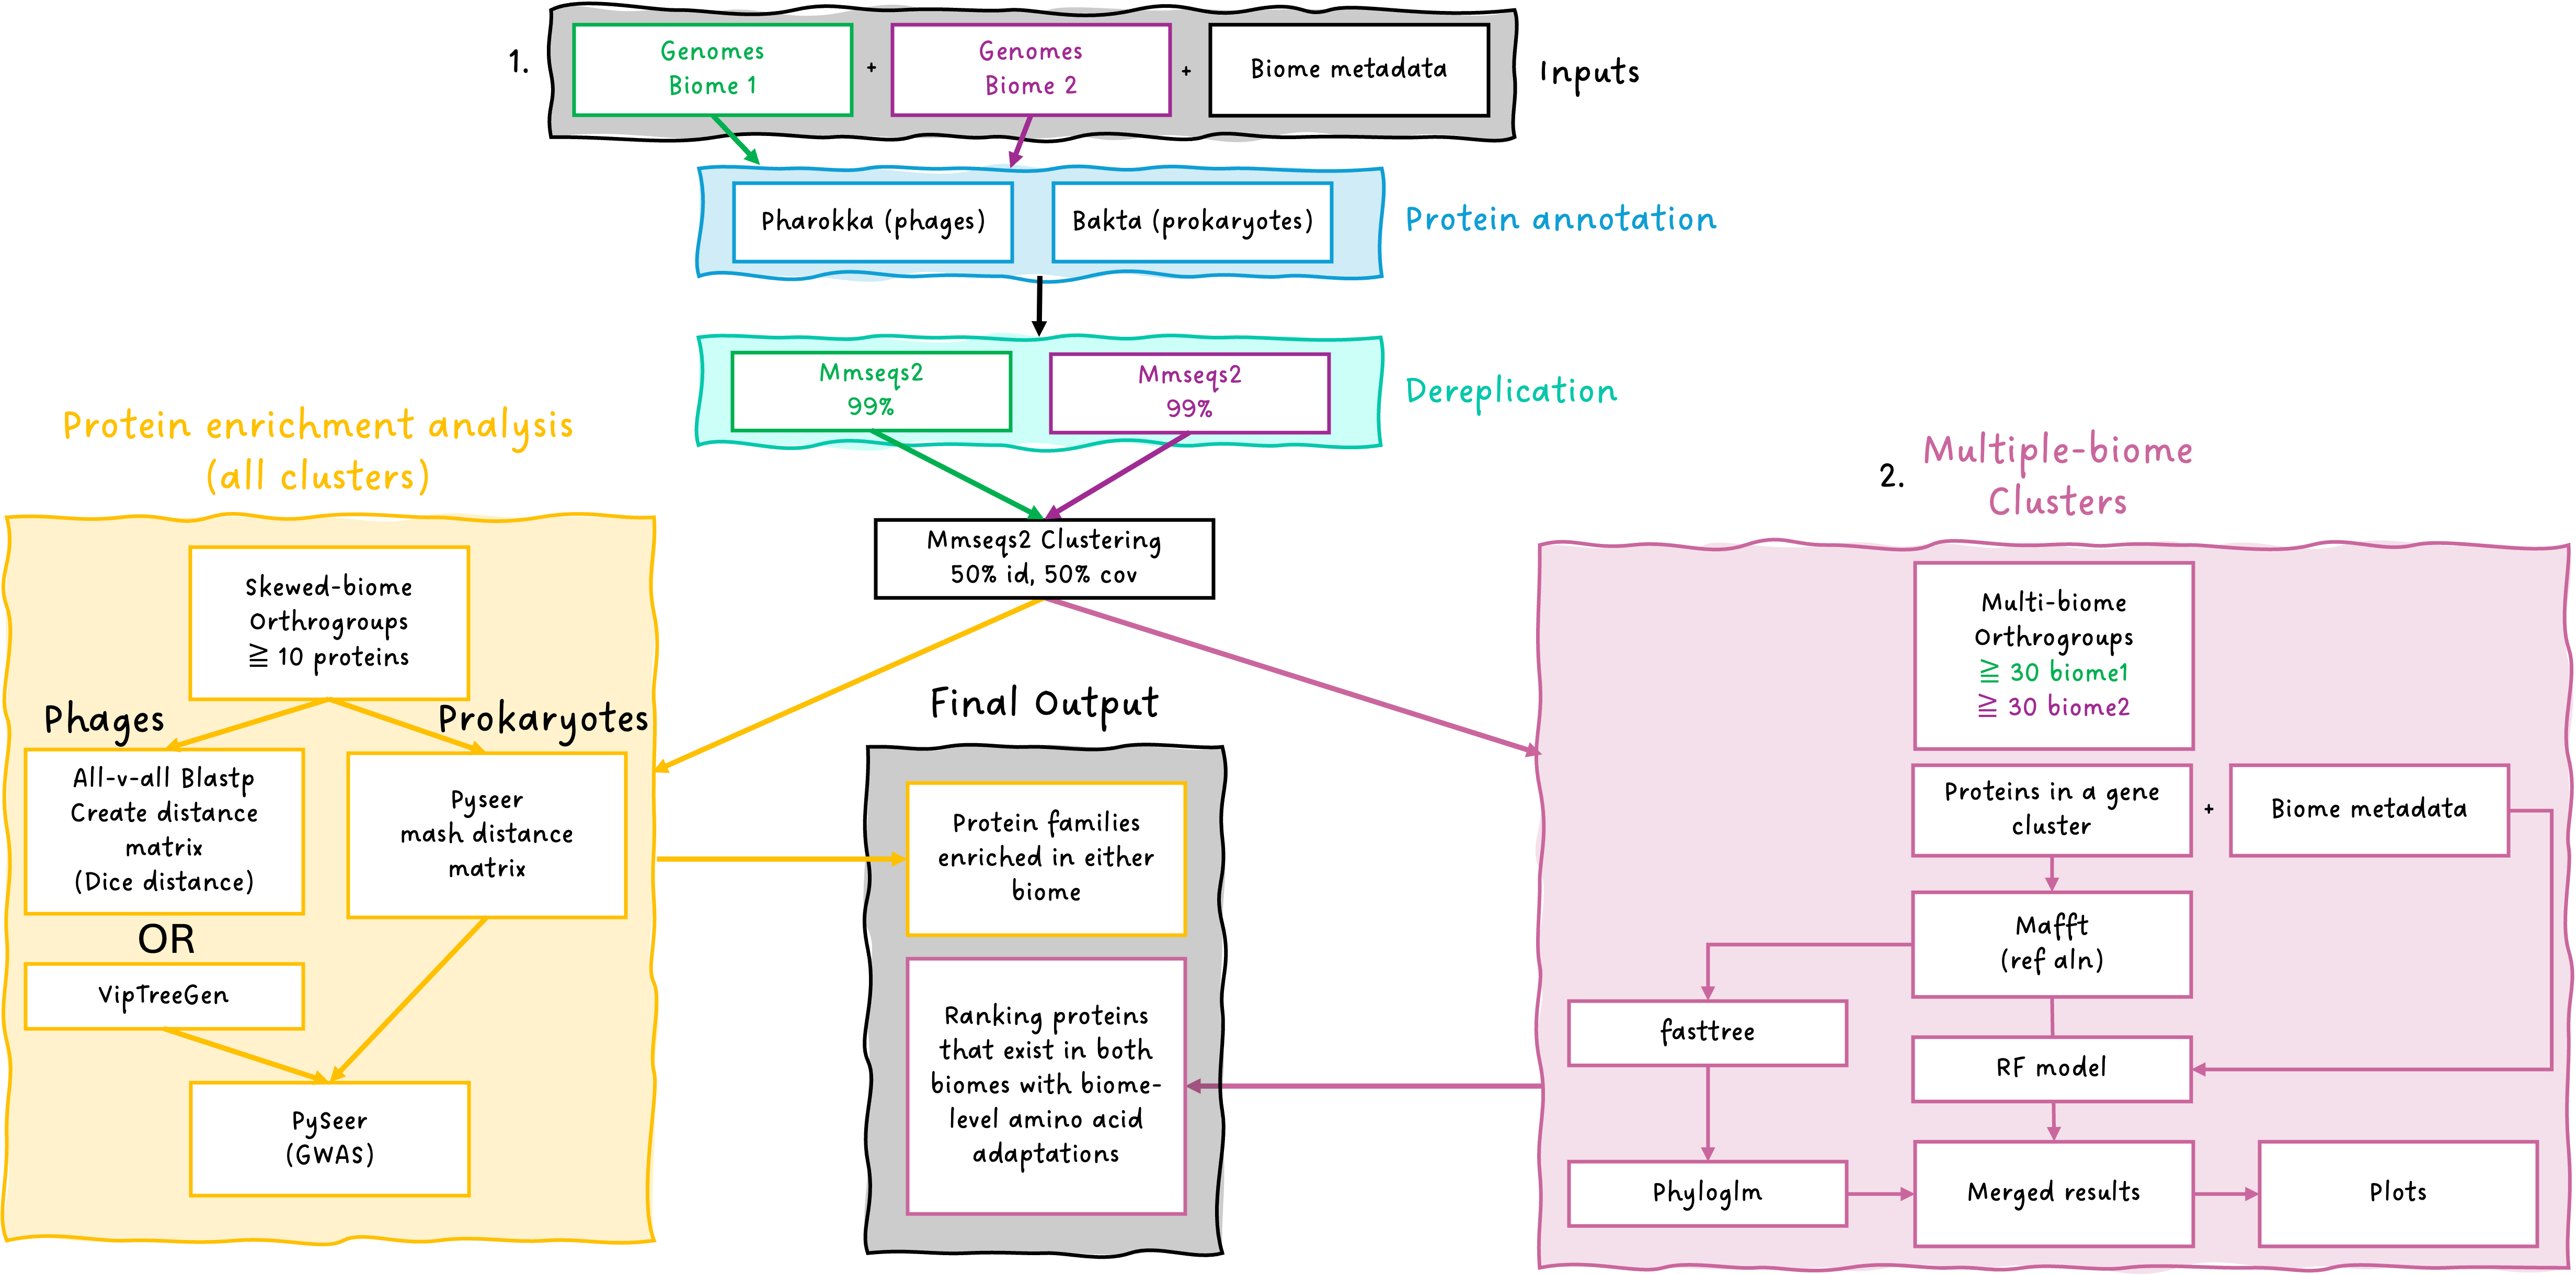 1.
Genomes
Biome 1
+
Genomes
Biome 2
+
Biome metadata
Inputs
Pharokka (phages)
Bakta (prokaryotes)
Protein annotation
Mmseqs2
99%
Mmseqs2
99%
Dereplication
Mmseqs2 Clustering
50% id, 50% cov
Protein enrichment analysis
(all clusters)
Skewed-biome
Orthrogroups
≧ 10 proteins
Phages
Prokaryotes
All-v-all Blastp
Create distance
matrix
(Dice distance)
OR
VipTreeGen
Pyseer
mash distance
matrix
PySeer
(GWAS)
Final Output
Protein families
enriched in either
biome
Ranking proteins
that exist in both
biomes with biome-
level amino acid
adaptations
2.
Multiple-biome
Clusters
Multi-biome
Orthrogroups
≧ 30 biome1
≧ 30 biome2
Proteins in a gene
cluster
+
Biome metadata
Mafft
(ref aln)
fasttree
RF model
Phyloglm
Merged results
Plots